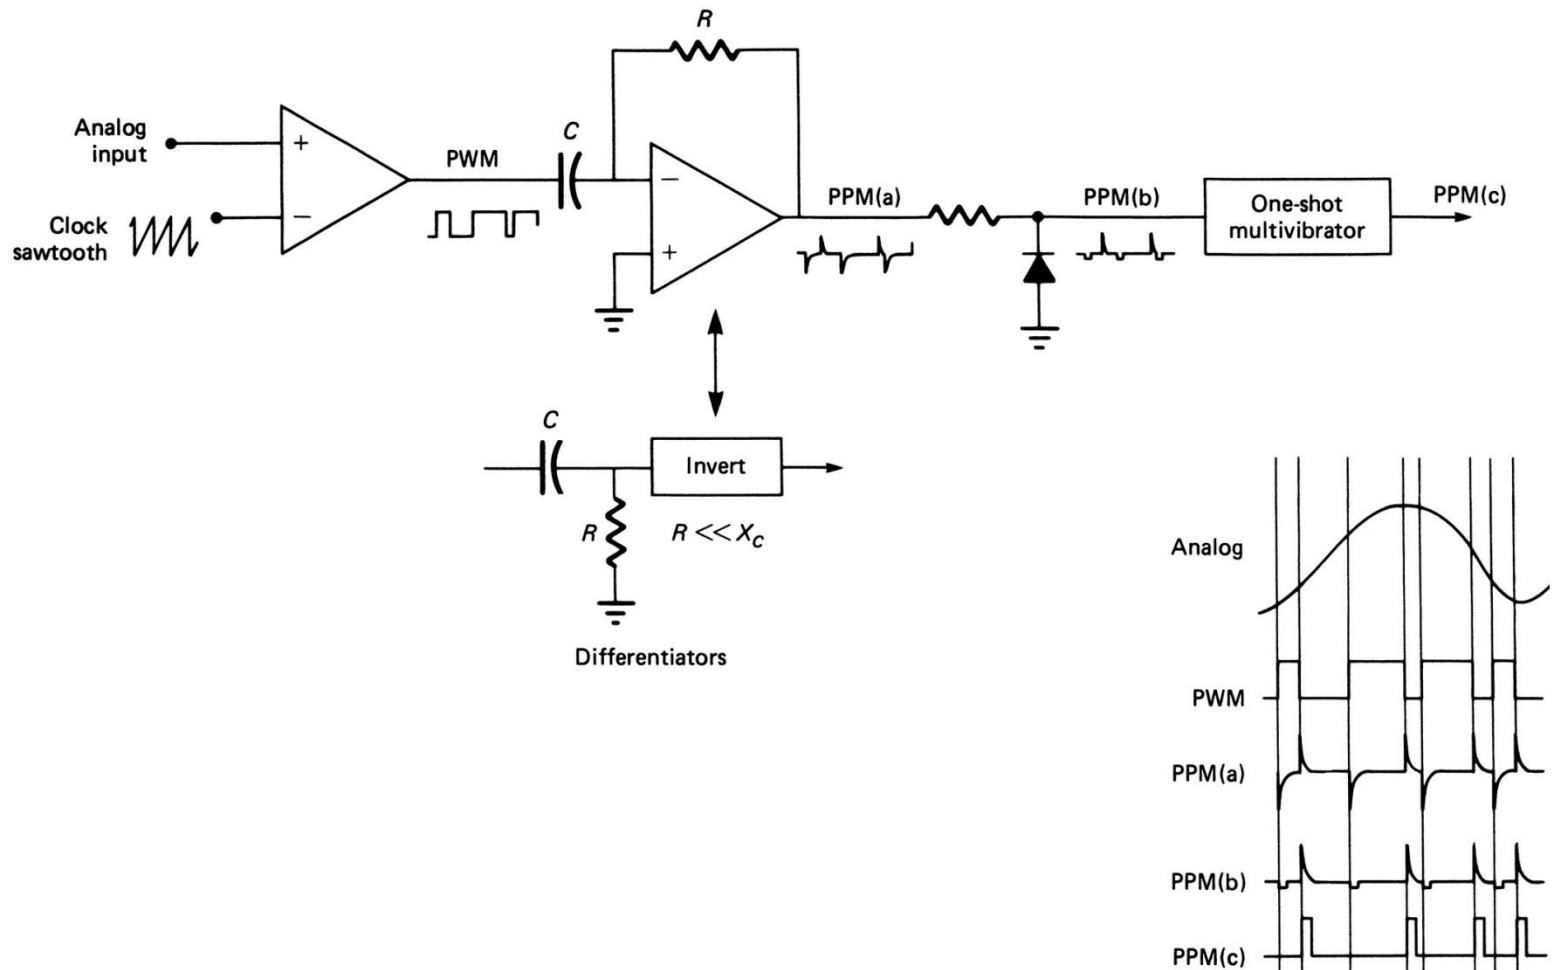 R
Analog
input
+
−
Clock
sawtooth
PWM
C
−
+
PPM(a)
PPM(b)
One-shot
multivibrator
PPM(c)
C
Invert
R
R << Xc
Differentiators
Analog
PWM
PPM(a)
PPM(b)
PPM(c)